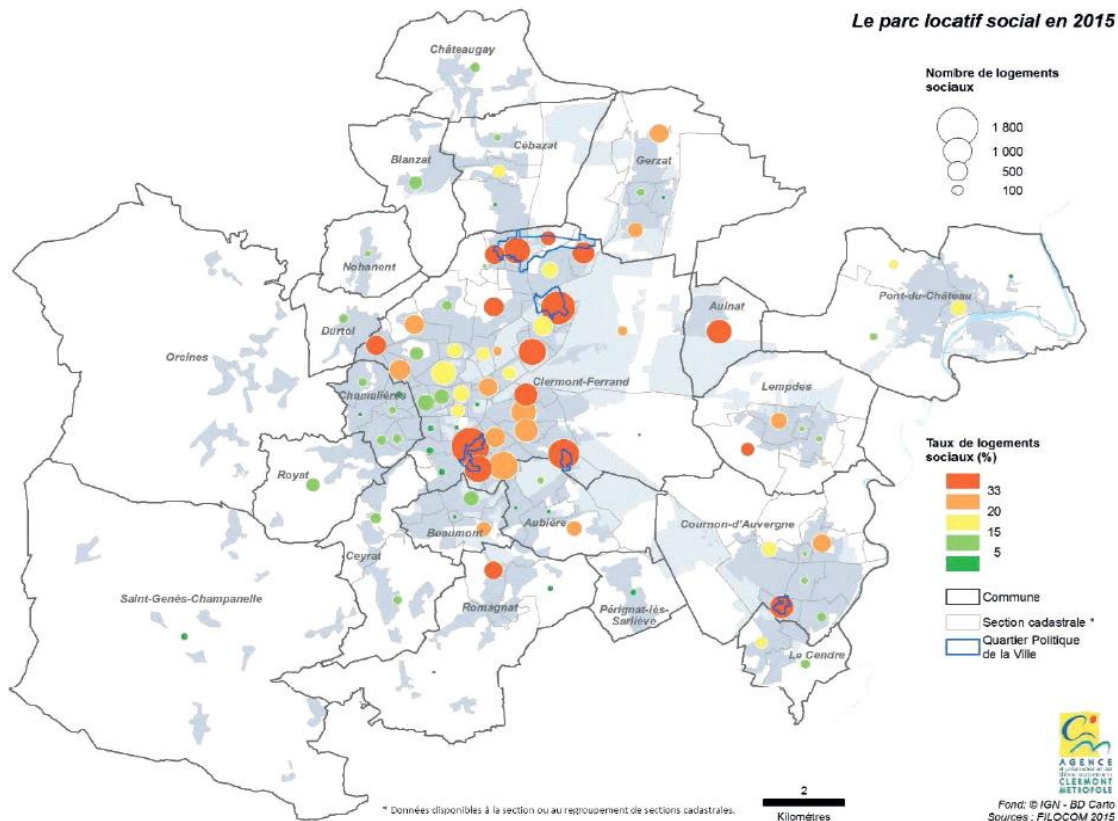 Le parc locatif social en 2015
Nombre de logements
sociaux
1 800
1 000
500
100
Châteaugay
Cébazat
Blanzat
Gerzat
Nohanent
Pont-du-Château
Aulnat
Durtol
Orcines
Clermont-Ferrand
Lempdes
Chamalières
Taux de logements
sociaux (%)
33
20
15
5
Royat
Cournon-d'Auvergne
Beaumont
Aubière
Ceyrat
Saint-Genès-Champanelle
Romagnat
Pérignat-lès-
Sarliève
Commune
Section cadastrale *
Quartier Politique
de la Ville
Le Cendre
AGENCE
CLERMONT
METROPOLE
2
Kilomètres
* Données disponibles à la section ou au regroupement de sections cadastrales.
Fond: © IGN - BD Carto
Sources : FILOCOM 2015